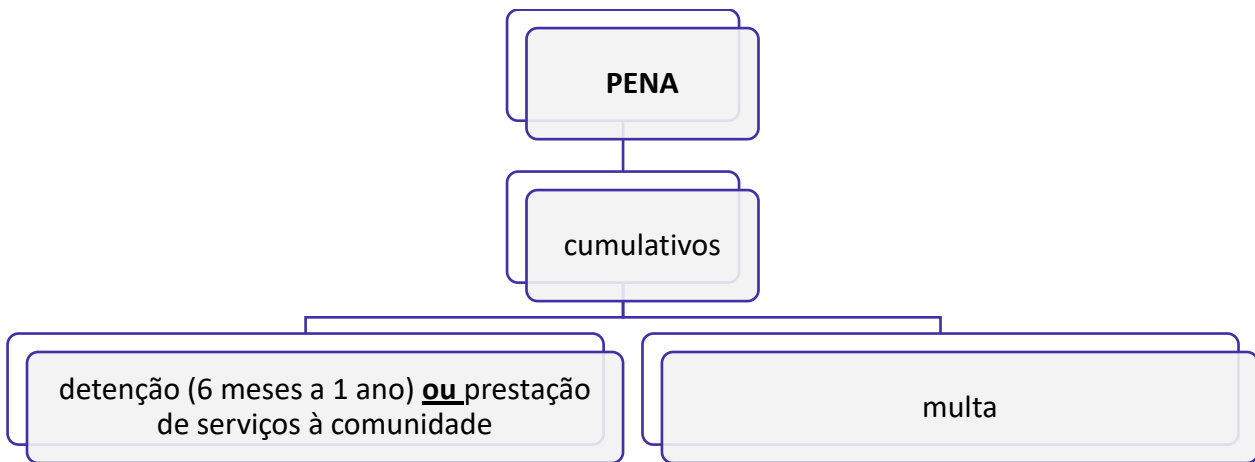 PENA
cumulativos
detenção (6 meses a 1 ano) ou prestação
de serviços à comunidade
multa